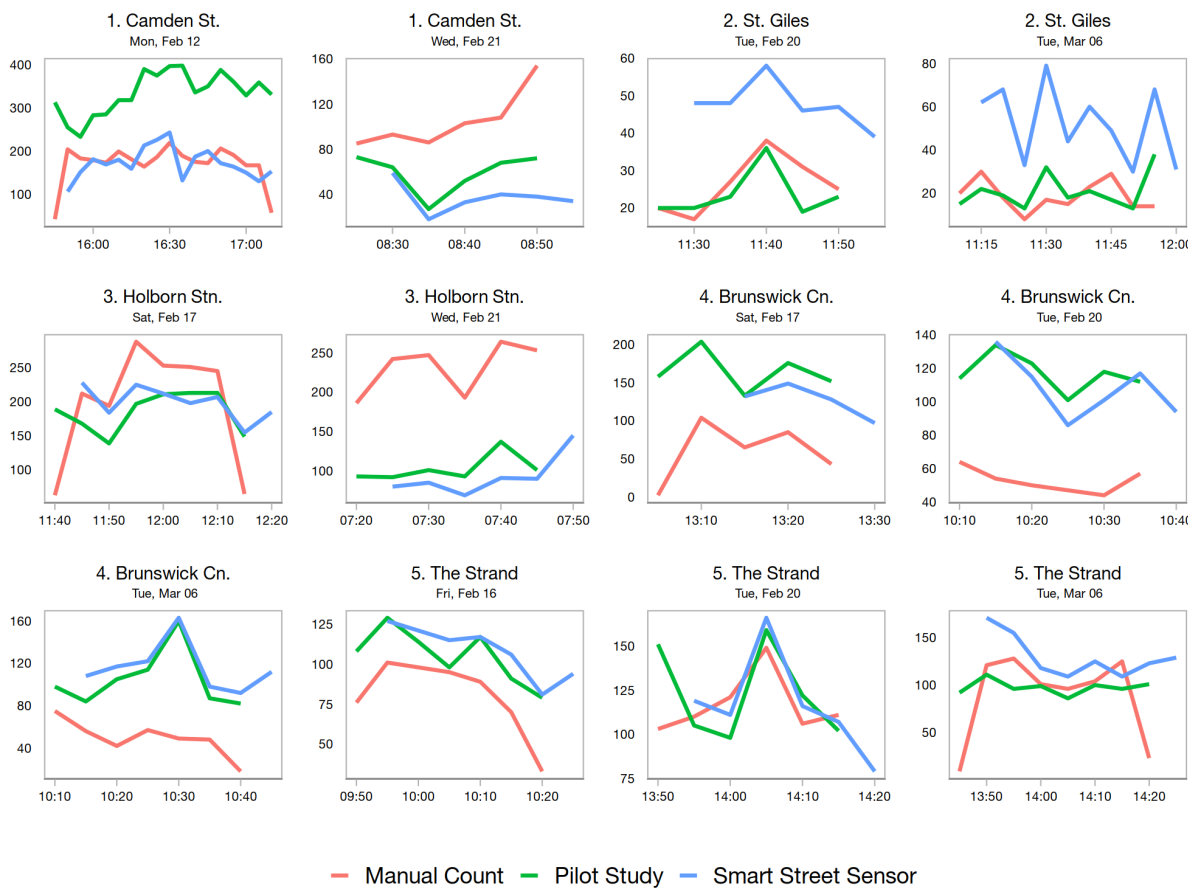 1. Camden St.
Mon, Feb 12
400
300
200
100
16:00 16:30 17:00
1. Camden St.
Wed, Feb 21
160
120
80
40
08:30 08:40 08:50
2. St. Giles
Tue, Feb 20
60
50
40
30
20
11:30 11:40 11:50
2. St. Giles
Tue, Mar 06
80
60
40
20
11:15 11:30 11:45 12:00
3. Holborn Stn.
Sat, Feb 17
250
200
150
100
11:40 11:50 12:00 12:10 12:20
3. Holborn Stn.
Wed, Feb 21
250
200
150
100
07:20 07:30 07:40 07:50
4. Brunswick Cn.
Sat, Feb 17
200
150
100
50
0
13:10 13:20 13:30
4. Brunswick Cn.
Tue, Feb 20
140
120
100
80
60
40
10:10 10:20 10:30 10:40
4. Brunswick Cn.
Tue, Mar 06
160
120
80
40
10:10 10:20 10:30 10:40
5. The Strand
Fri, Feb 16
125
100
75
50
09:50 10:00 10:10 10:20
5. The Strand
Tue, Feb 20
150
125
100
75
13:50 14:00 14:10 14:20
5. The Strand
Tue, Mar 06
150
100
50
13:50 14:00 14:10 14:20
Manual Count Pilot Study Smart Street Sensor